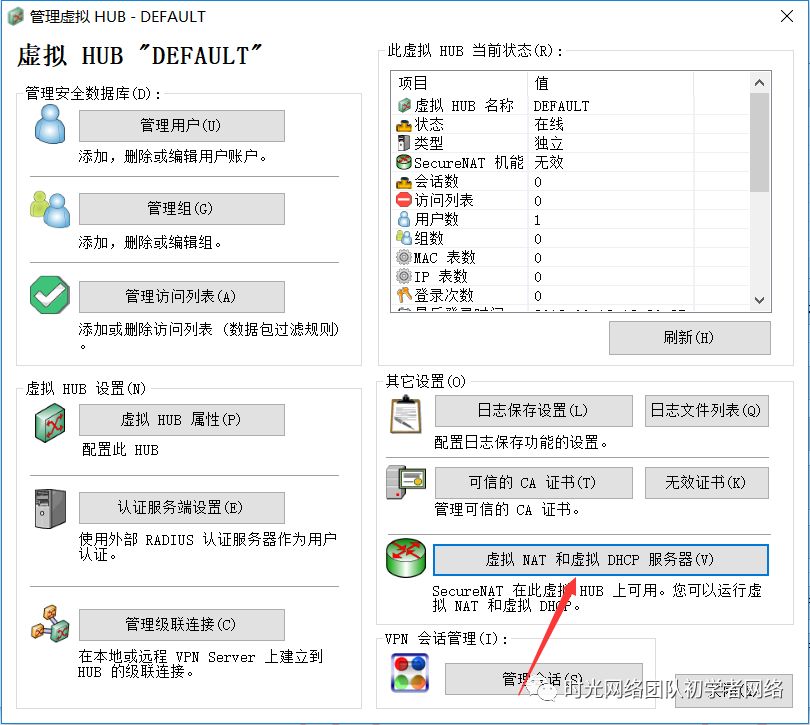 管理虚拟 HUB - DEFAULT
虚拟 HUB "DEFAULT"
管理安全数据库(D):
管理用户(U)
添加，删除或编辑用户账户。
管理组(G)
添加，删除或编辑组。
管理访问列表(A)
添加或删除访问列表 (数据包过滤规则)
。
虚拟 HUB 设置(N)
虚拟 HUB 属性(P)
配置此 HUB
认证服务端设置(E)
使用外部 RADIUS 认证服务器作为用户
认证。
管理级联连接(C)
在本地或远程 VPN Server 上建立到
HUB 的级联连接。
此虚拟 HUB 当前状态(R):
项目 值
虚拟 HUB 名称 DEFAULT
状态 在线
类型 独立
SecureNAT 机能 无效
会话数 0
访问列表 0
用户数 1
组数 0
MAC 表数 0
IP 表数 0
登录次数 0
刷新(H)
其它设置(O)
日志保存设置(L) 日志文件列表(Q)
配置日志保存功能的设置。
可信的 CA 证书(T) 无效证书(K)
管理可信的 CA 证书。
虚拟 NAT 和虚拟 DHCP 服务器(V)
SecureNAT 在此虚拟 HUB 上可用。您可以运行虚
拟 NAT 和虚拟 DHCP。
VPN 会话管理(I):
管理会话(S)
时光网络团队初学者网络